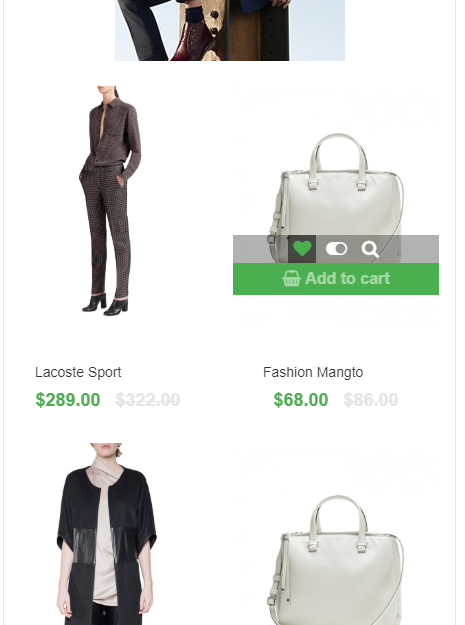 Add to cart
Lacoste Sport
Fashion Mangto
$289.00 $322.00
$68.00 $86.00